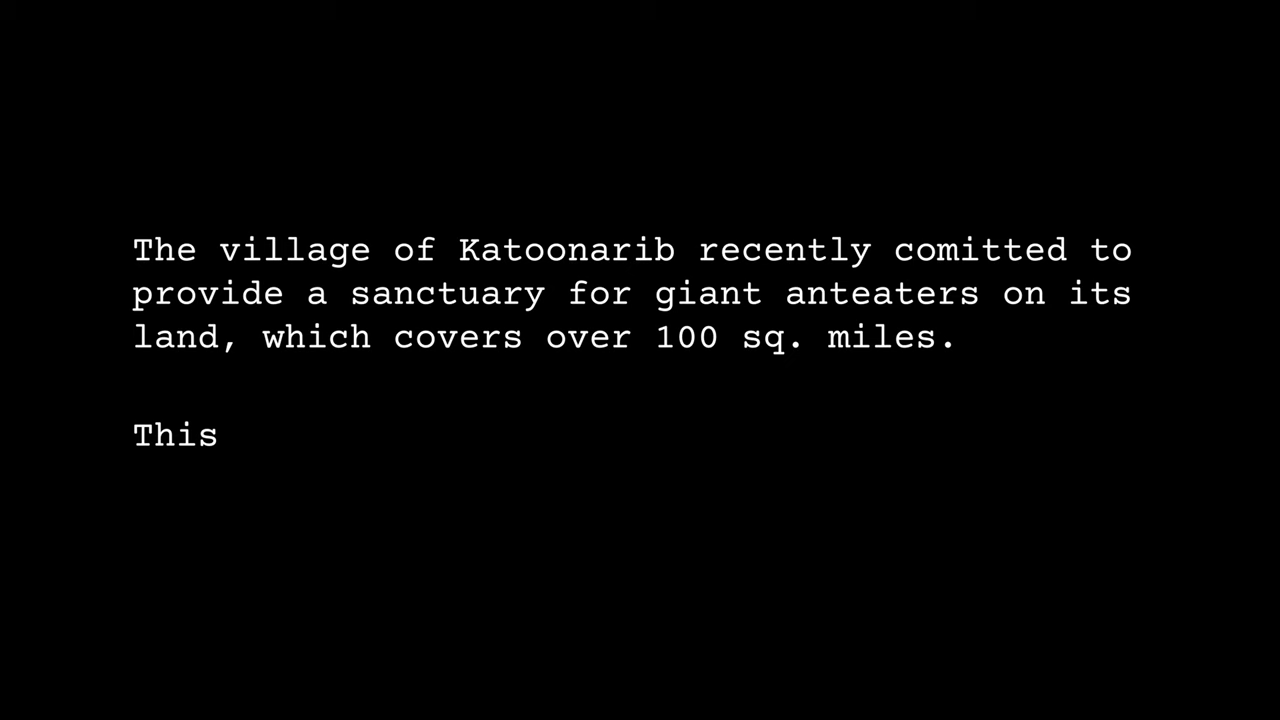 The village of Katoonarib recently comitted to
provide a sanctuary for giant anteaters on its
land, which covers over 100 sq. miles.
This